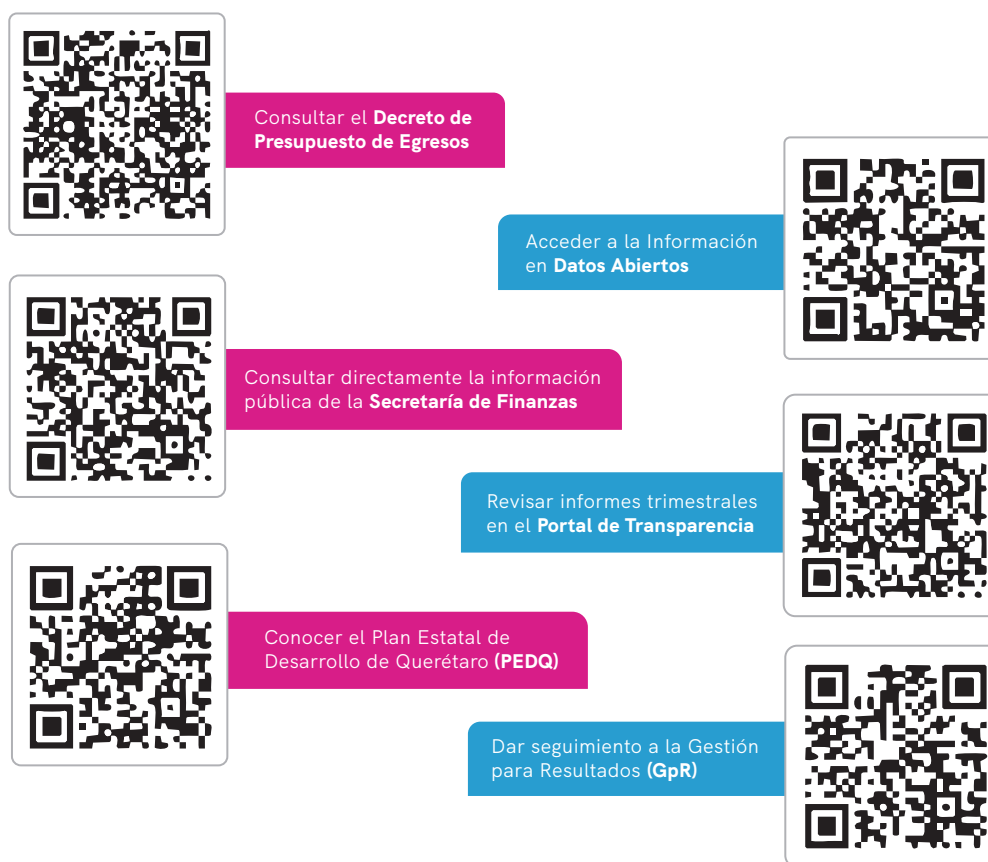 Consultar el Decreto de
Presupuesto de Egresos
Acceder a la Información
en Datos Abiertos
Consultar directamente la información
pública de la Secretaría de Finanzas
Revisar informes trimestrales
en el Portal de Transparencia
Conocer el Plan Estatal de
Desarrollo de Querétaro (PEDQ)
Dar seguimiento a la Gestión
para Resultados (GpR)